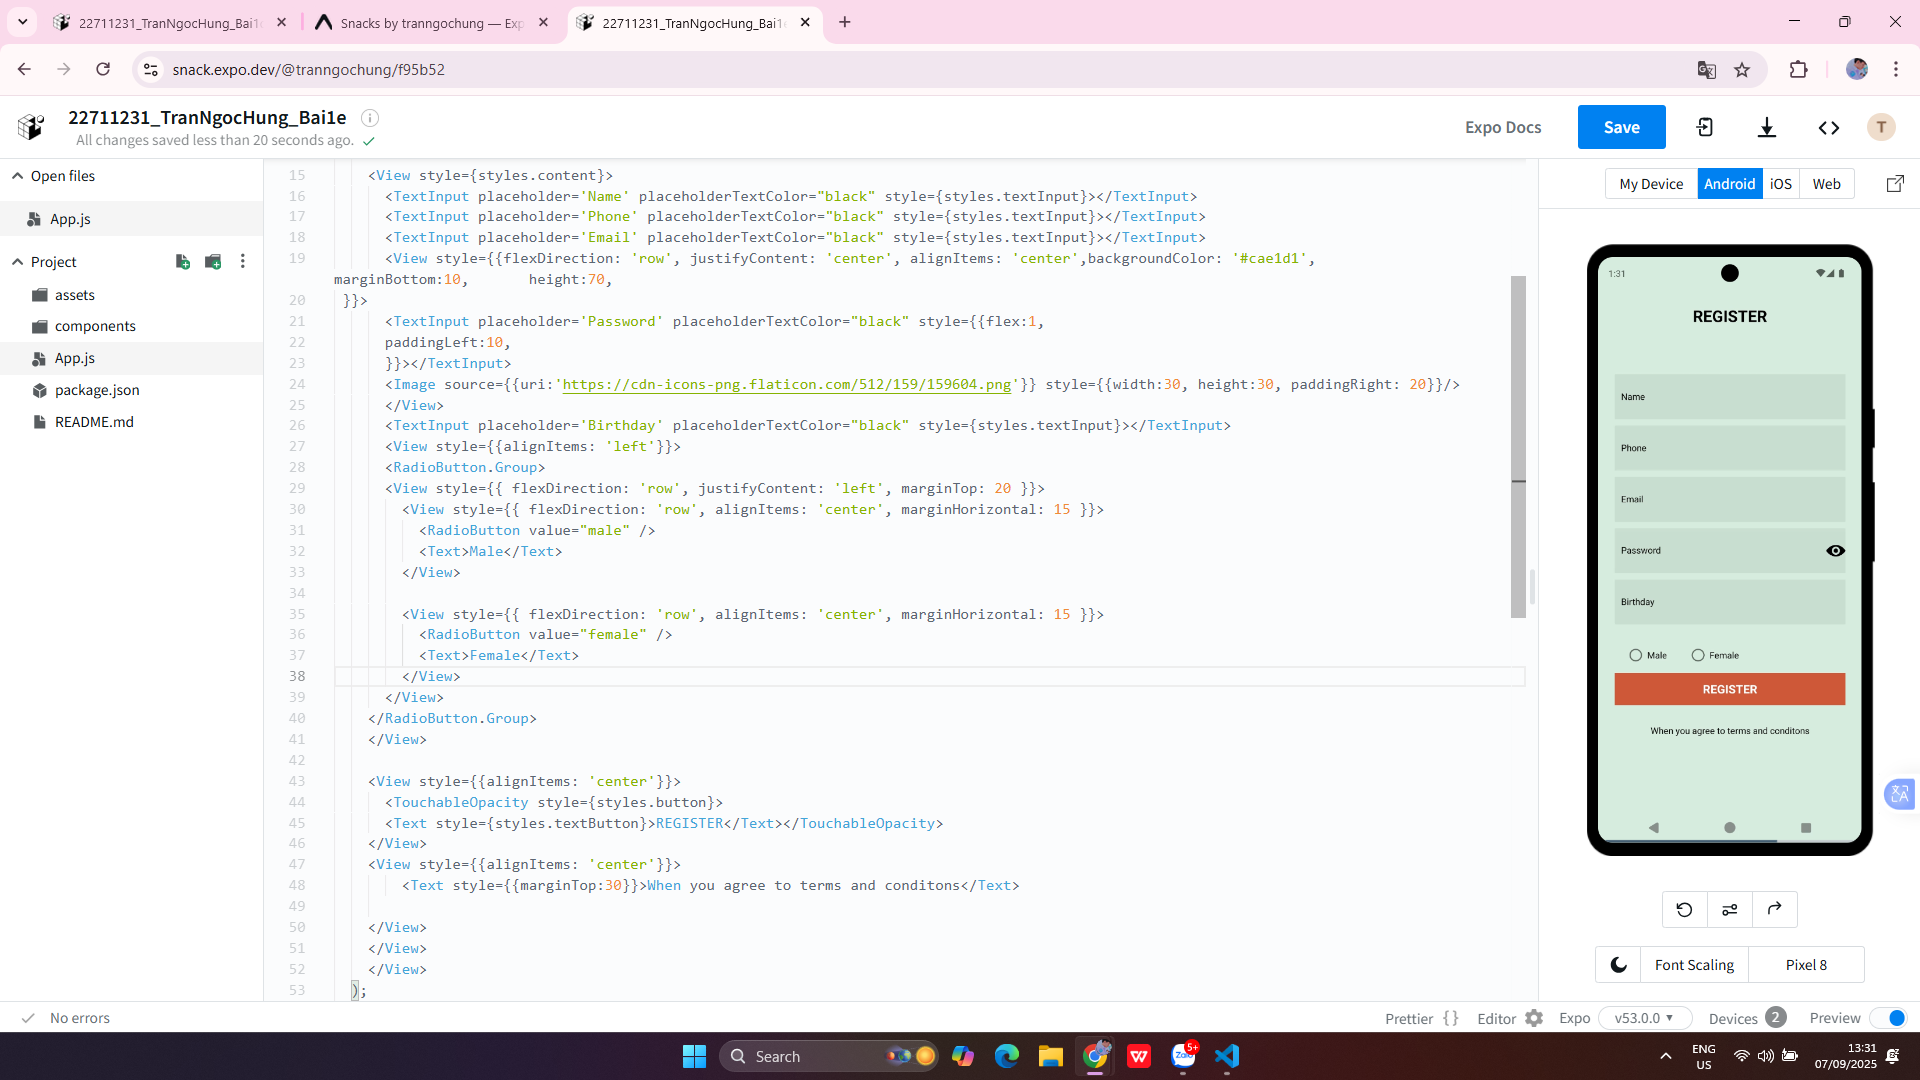 22711231_TranNgocHung_Bai1e
Snacks by tranngochung — Exp
22711231_TranNgocHung_Bai1e
snack.expo.dev/@tranngochung/f95b52
22711231_TranNgocHung_Bai1e
All changes saved less than 20 seconds ago.
Expo Docs
Save
T
Open files
App.js
Project
assets
components
App.js
package.json
README.md
15 <View style={styles.content}>
16 <TextInput placeholder='Name' placeholderTextColor="black" style={styles.textInput}></TextInput>
17 <TextInput placeholder='Phone' placeholderTextColor="black" style={styles.textInput}></TextInput>
18 <TextInput placeholder='Email' placeholderTextColor="black" style={styles.textInput}></TextInput>
19 <View style={{flexDirection: 'row', justifyContent: 'center', alignItems: 'center',backgroundColor: '#cae1d1',
marginBottom:10, height:70,
20 }}>
21 <TextInput placeholder='Password' placeholderTextColor="black" style={{flex:1,
22 paddingLeft:10,
23 }}></TextInput>
24 <Image source={{uri:'https://cdn-icons-png.flaticon.com/512/159/159604.png'}} style={{width:30, height:30, paddingRight: 20}}/>
25 </View>
26 <TextInput placeholder='Birthday' placeholderTextColor="black" style={styles.textInput}></TextInput>
27 <View style={{alignItems: 'left'}}>
28 <RadioButton.Group>
29 <View style={{ flexDirection: 'row', justifyContent: 'left', marginTop: 20 }}>
30 <View style={{ flexDirection: 'row', alignItems: 'center', marginHorizontal: 15 }}>
31 <RadioButton value="male" />
32 <Text>Male</Text>
33 </View>
34
35 <View style={{ flexDirection: 'row', alignItems: 'center', marginHorizontal: 15 }}>
36 <RadioButton value="female" />
37 <Text>Female</Text>
38 </View>
39 </View>
40 </RadioButton.Group>
41 </View>
42
43 <View style={{alignItems: 'center'}}>
44 <TouchableOpacity style={styles.button}>
45 <Text style={styles.textButton}>REGISTER</Text></TouchableOpacity>
46 </View>
47 <View style={{alignItems: 'center'}}>
48 <Text style={{marginTop:30}}>When you agree to terms and conditons</Text>
49
50 </View>
51 </View>
52 </View>
53 );
My Device
Android
iOS
Web
1:31
REGISTER
Name
Phone
Email
Password
Birthday
Male
Female
REGISTER
When you agree to terms and conditons
Font Scaling
Pixel 8
No errors
Prettier {}
Editor
Expo
v53.0.0
Devices 2
Preview
Search
Zalo
5+
ENG
US
13:31
07/09/2025